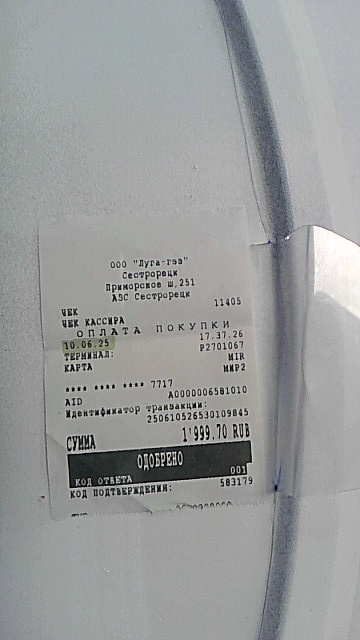 ООО "Луга-газ"
Сестрорецк
Приморское ш,251
АЗС Сестрорецк
ЧЕК 11405
ЧЕК КАССИРА
ОПЛАТА ПОКУПКИ
10.06.25 17.37.26
ТЕРМИНАЛ: P2701067
КАРТА MIR
МИР2
**** **** **** 7717
AID A0000006581010
Идентификатор транзакции:
250610526530109845
СУММА 1'999.70 RUB
ОДОБРЕНО
КОД ОТВЕТА 001
КОД ПОДТВЕРЖДЕНИЯ: 583179